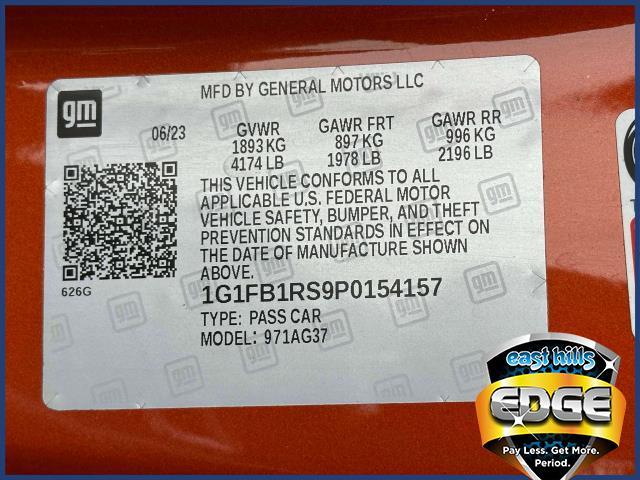 gm
MFD BY GENERAL MOTORS LLC
06/23 GVWR GAWR FRT GAWR RR
1893 KG 897 KG 996 KG
4174 LB 1978 LB 2196 LB
THIS VEHICLE CONFORMS TO ALL
APPLICABLE U.S. FEDERAL MOTOR
VEHICLE SAFETY, BUMPER, AND THEFT
PREVENTION STANDARDS IN EFFECT ON
THE DATE OF MANUFACTURE SHOWN
ABOVE.
626G
1G1FB1RS9P0154157
TYPE: PASS CAR
MODEL: 971AG37
east hills
EDGE
Pay Less. Get More.
Period.